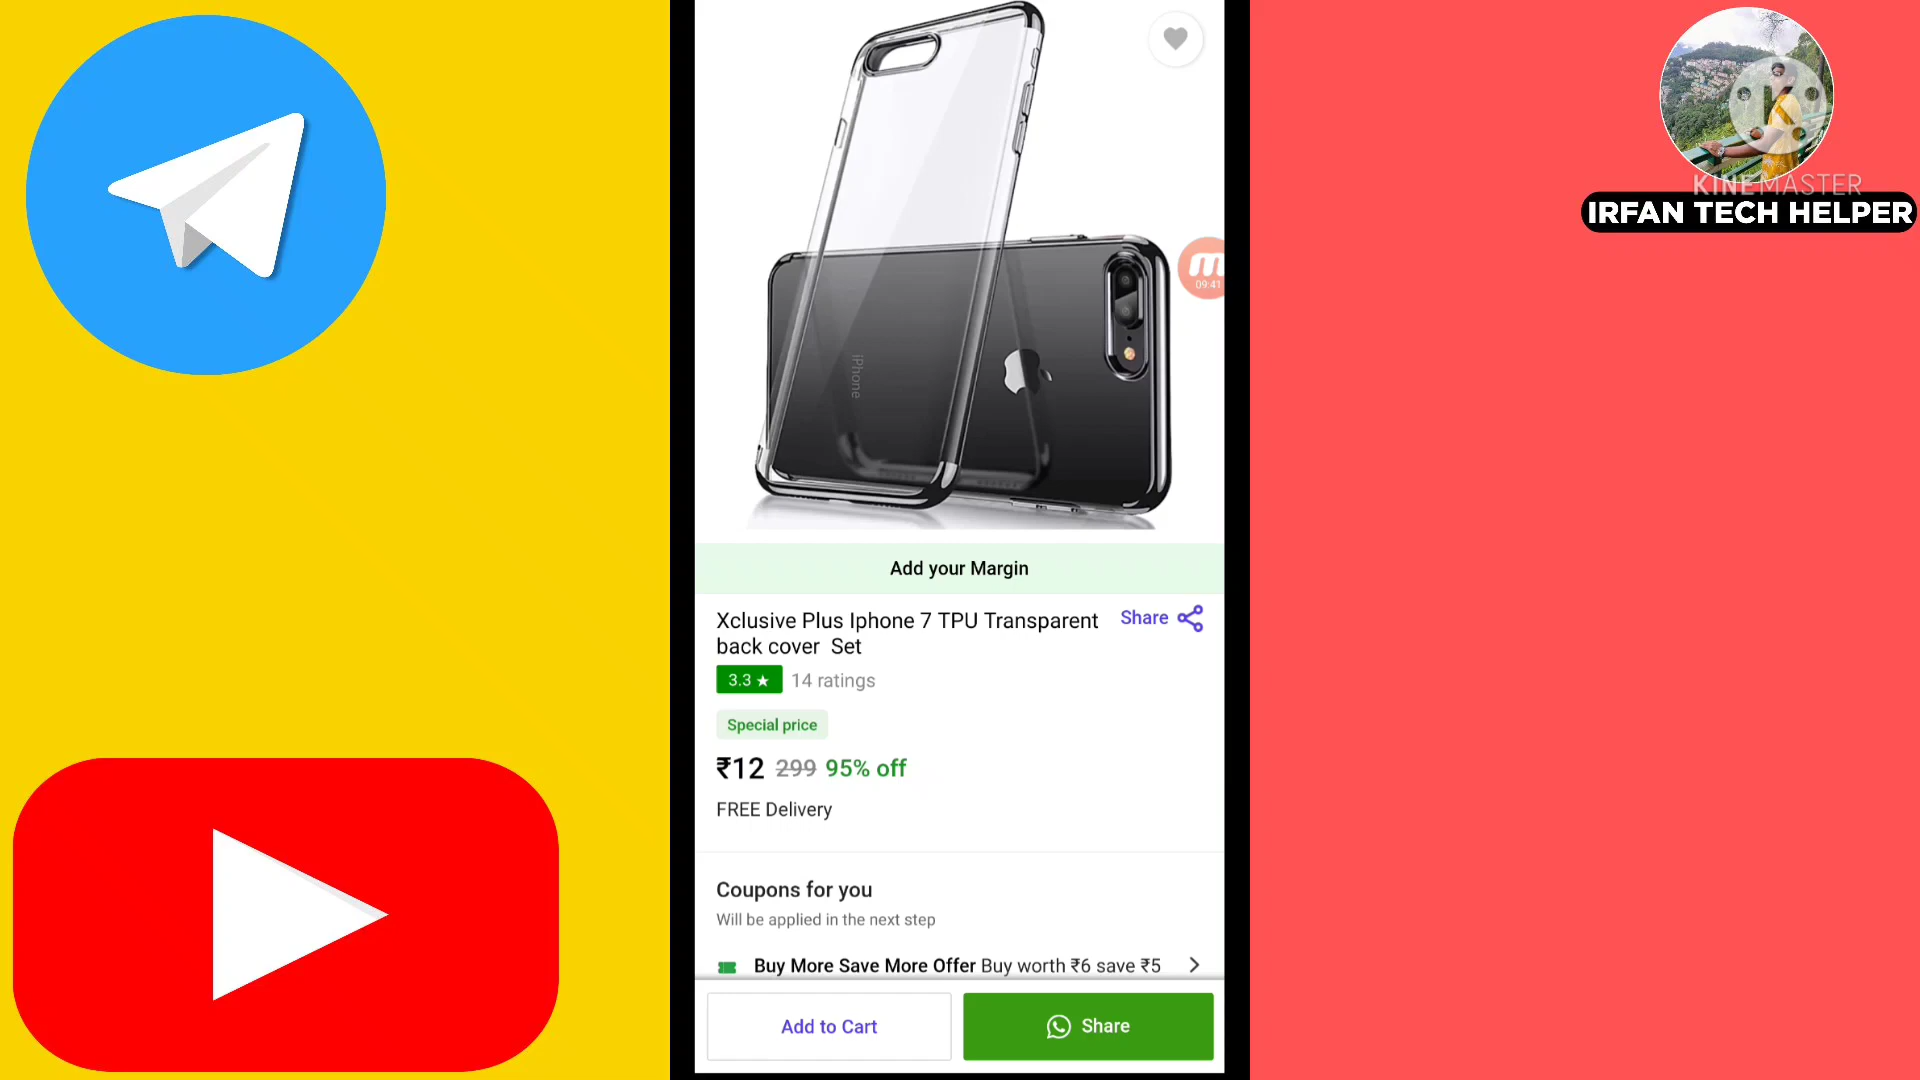 KINEMASTER
IRFAN TECH HELPER
09:41
iPhone
Add your Margin
Xclusive Plus Iphone 7 TPU Transparent
back cover Set
Share
3.3 ★ 14 ratings
Special price
₹12 299 95% off
FREE Delivery
Coupons for you
Will be applied in the next step
Buy More Save More Offer Buy worth ₹6 save ₹5
Add to Cart
Share